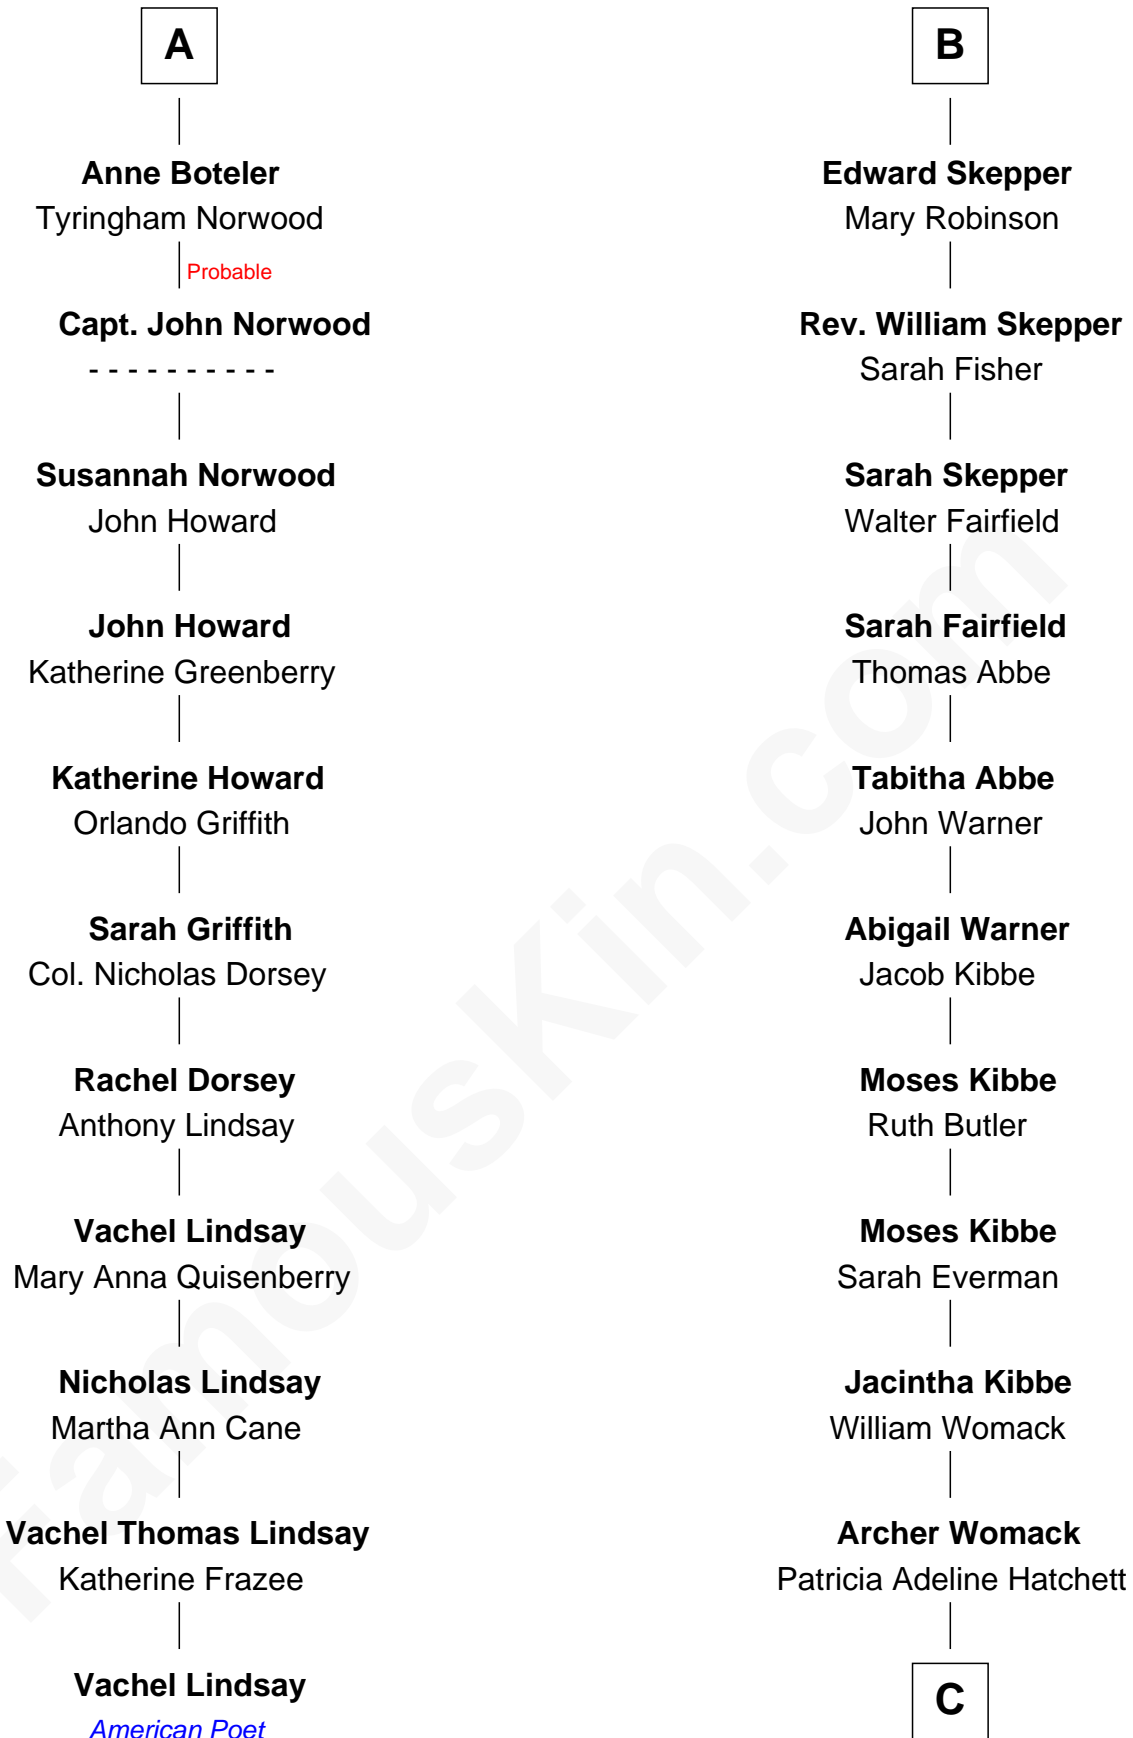 A
Anne Boteler
Tyringham Norwood
Probable
Capt. John Norwood
- - - - - - - - - -
Susannah Norwood
John Howard
John Howard
Katherine Greenberry
Katherine Howard
Orlando Griffith
Sarah Griffith
Col. Nicholas Dorsey
Rachel Dorsey
Anthony Lindsay
Vachel Lindsay
Mary Anna Quisenberry
Nicholas Lindsay
Martha Ann Cane
Vachel Thomas Lindsay
Katherine Frazee
Vachel Lindsay
American Poet
B
Edward Skepper
Mary Robinson
Rev. William Skepper
Sarah Fisher
Sarah Skepper
Walter Fairfield
Sarah Fairfield
Thomas Abbe
Tabitha Abbe
John Warner
Abigail Warner
Jacob Kibbe
Moses Kibbe
Ruth Butler
Moses Kibbe
Sarah Everman
Jacintha Kibbe
William Womack
Archer Womack
Patricia Adeline Hatchett
C
FamousKin.com